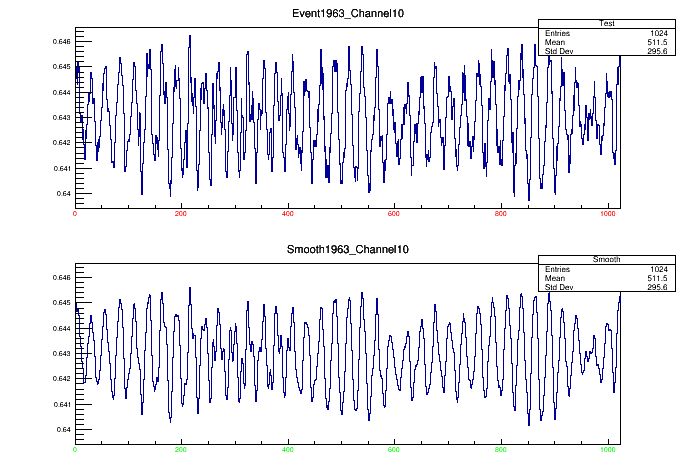 Event1963_Channel10
Test
Entries 1024
Mean 511.5
Std Dev 295.6
0.646
0.645
0.644
0.643
0.642
0.641
0.64
0 200 400 600 800 1000
Smooth1963_Channel10
Smooth
Entries 1024
Mean 511.5
Std Dev 295.6
0.646
0.645
0.644
0.643
0.642
0.641
0.64
0 200 400 600 800 1000